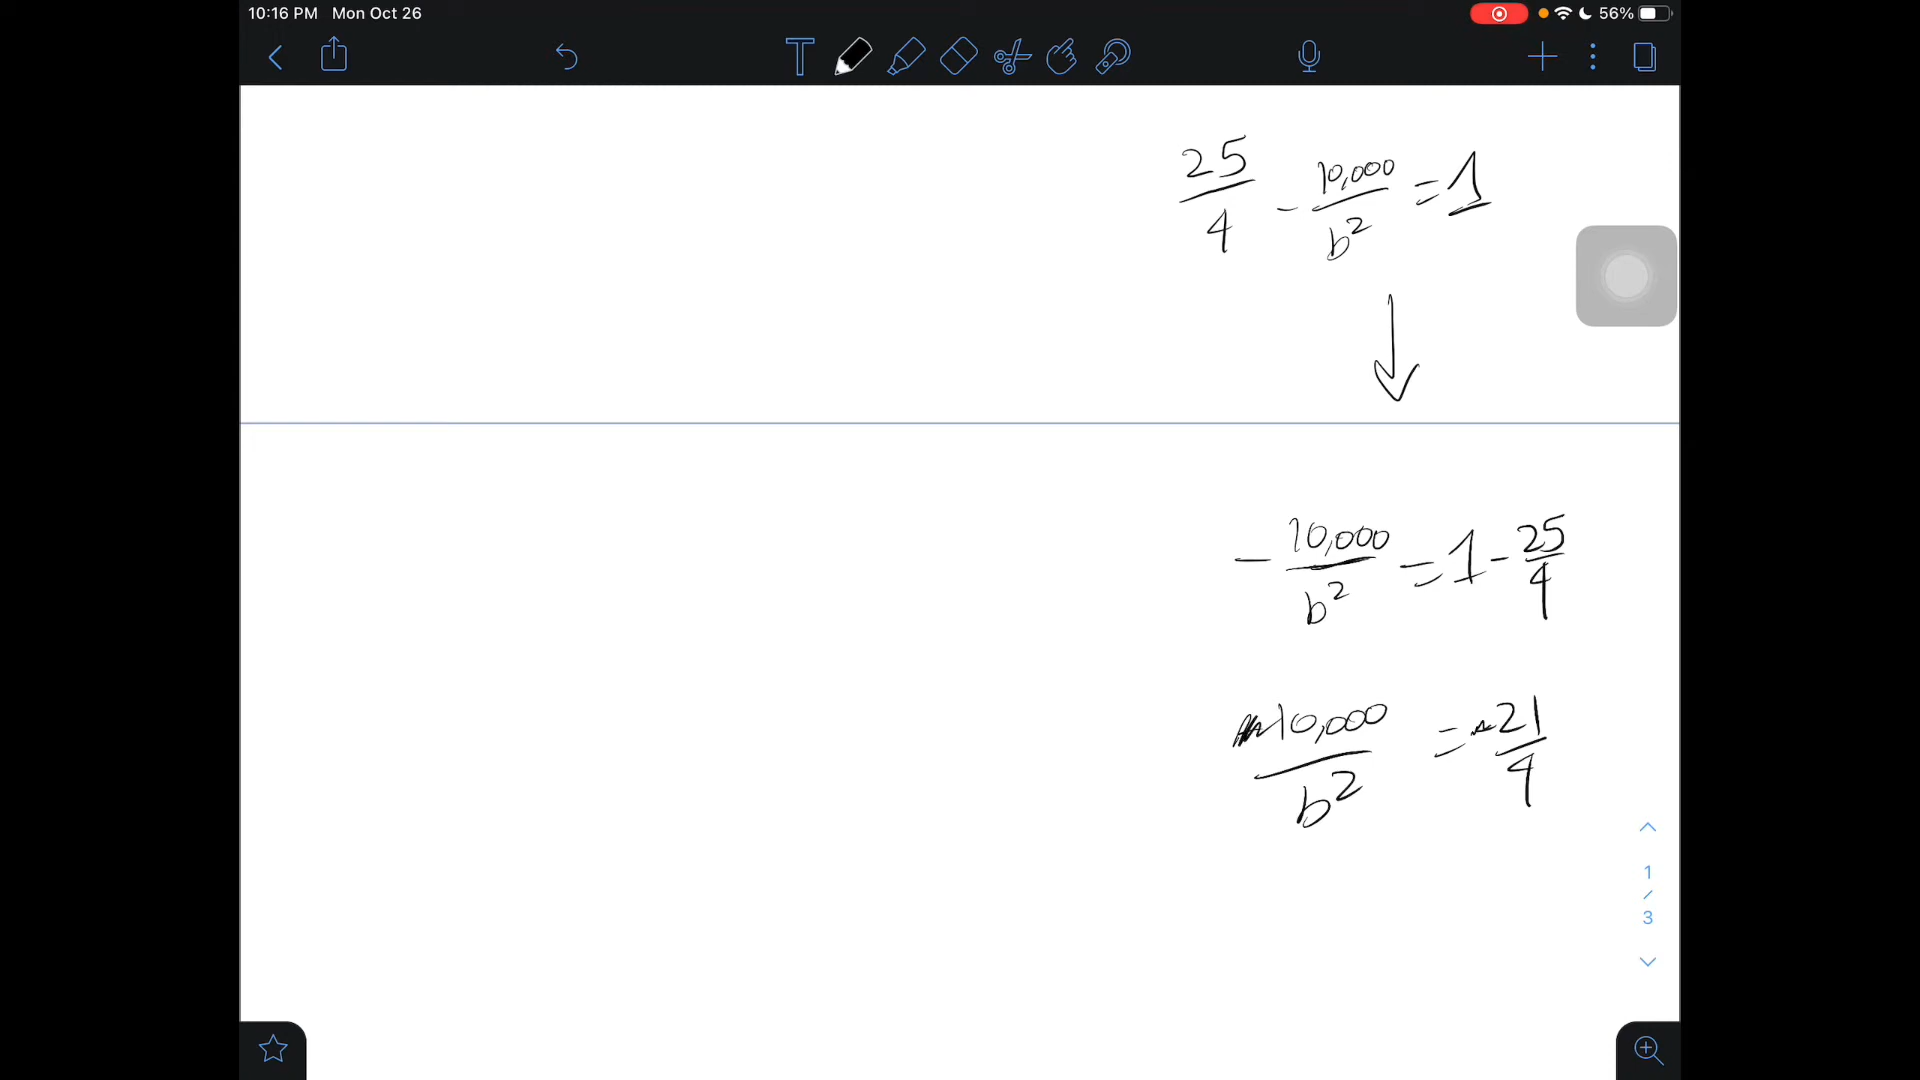 10:16 PM Mon Oct 26 56%
25/4 - 10,000/b² = 1
- 10,000/b² = 1 - 25/4
10,000/b² = 21/4
1
/
3